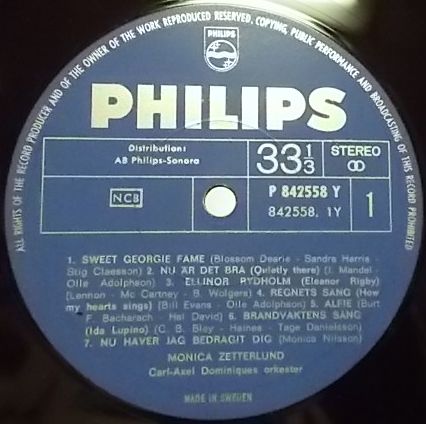 ALL RIGHTS OF THE RECORD PRODUCER AND OF THE OWNER OF THE WORK REPRODUCED RESERVED. COPYING, PUBLIC PERFORMANCE AND BROADCASTING OF THIS RECORD PROHIBITED
PHILIPS
PHILIPS
Distribution:
AB Philips-Sonora
33 1/3
STEREO
NCB
P 842558 Y
842558. 1Y
1
1. SWEET GEORGIE FAME (Blossom Dearie - Sandra Harris -
Stig Claesson) 2. NU ÄR DET BRA (Quietly there) (J. Mandel -
Olle Adolphson) 3. ELLINOR RYDHOLM (Eleanor Rigby)
(Lennon - Mc Cartney - B. Wolgers) 4. REGNETS SÅNG (How
my hearts sings) (Bill Evans - Olle Adolphson) 5. ALFIE (Burt
F. Bacharach - Hal David) 6. BRANDVAKTENS SÅNG
(Ida Lupino) (C. B. Bley - Haines - Tage Danielsson)
7. NU HAVER JAG BEDRAGIT DIG (Monica Nilsson)
MONICA ZETTERLUND
Carl-Axel Dominiques orkester
MADE IN SWEDEN